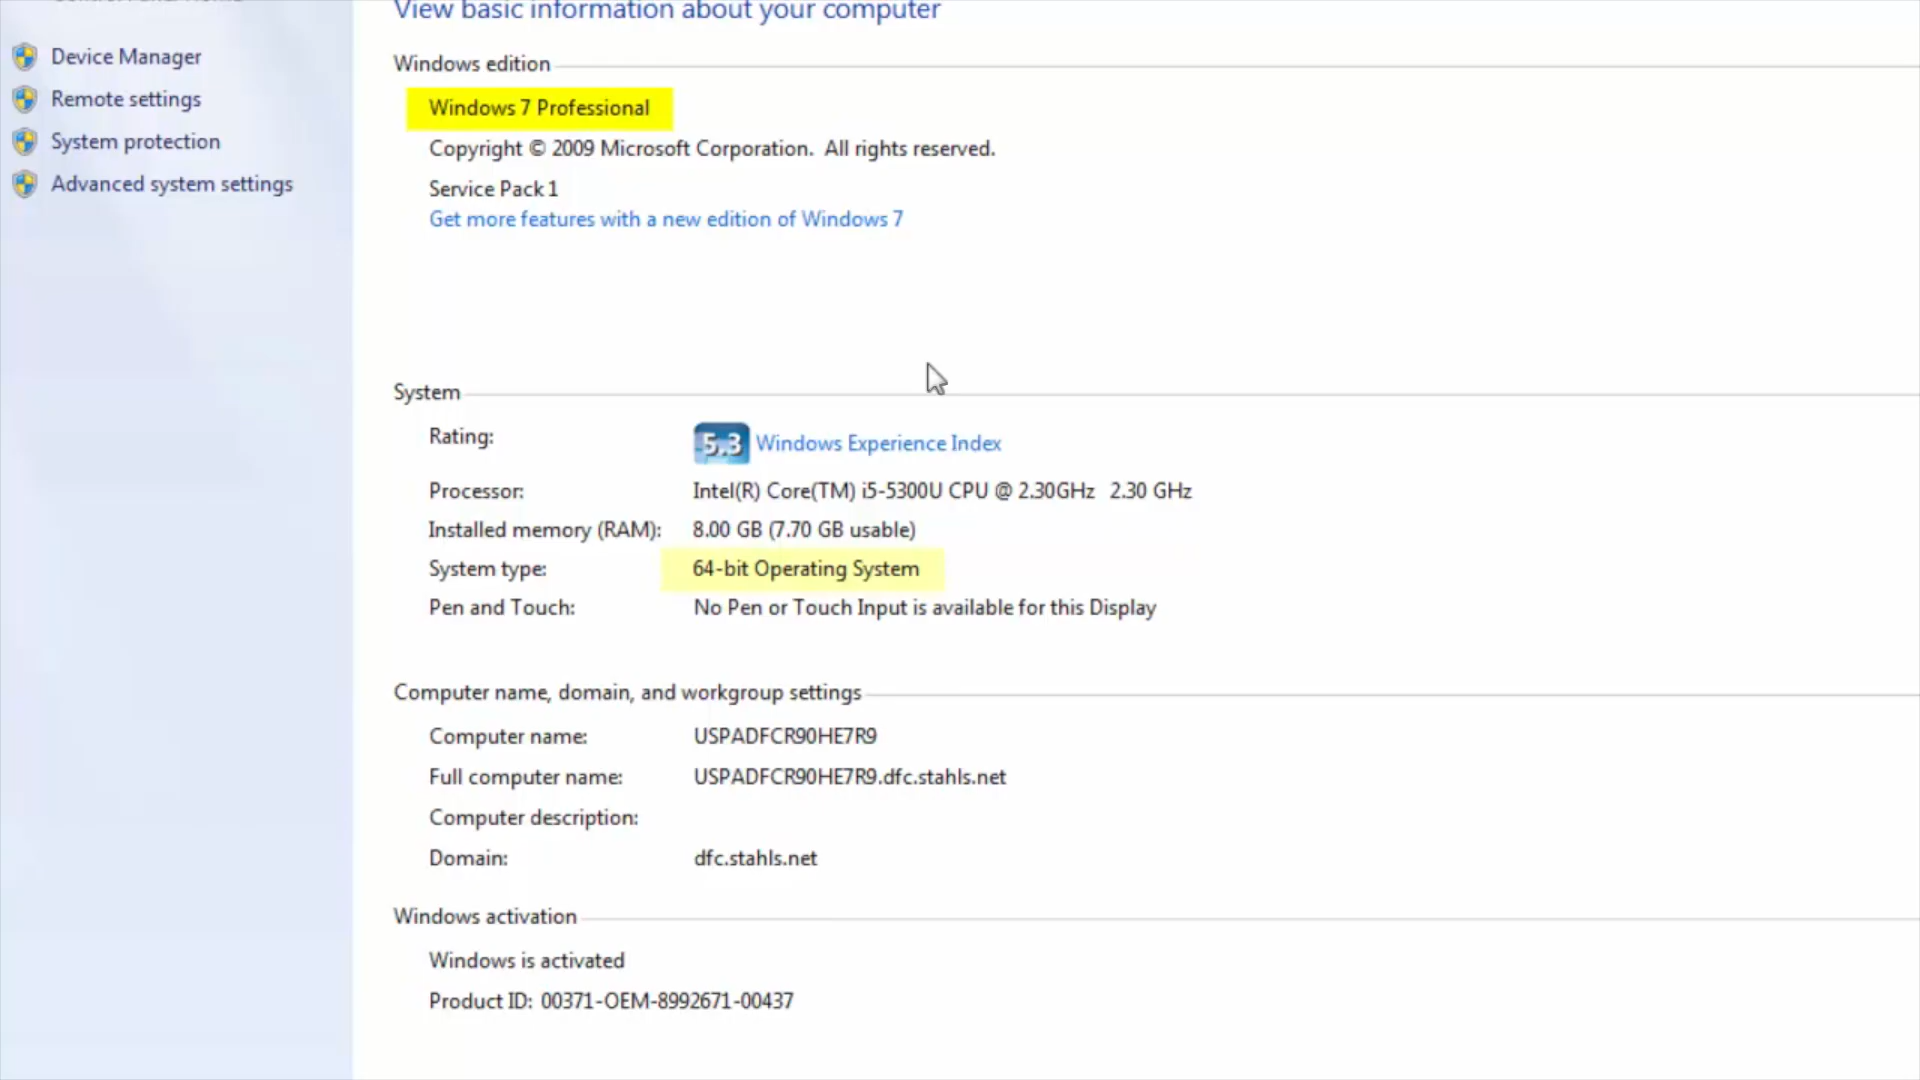 View basic information about your computer
Device Manager
Remote settings
System protection
Advanced system settings
Windows edition
Windows 7 Professional
Copyright © 2009 Microsoft Corporation. All rights reserved.
Service Pack 1
Get more features with a new edition of Windows 7
System
Rating: 5.3 Windows Experience Index
Processor: Intel(R) Core(TM) i5-5300U CPU @ 2.30GHz 2.30 GHz
Installed memory (RAM): 8.00 GB (7.70 GB usable)
System type: 64-bit Operating System
Pen and Touch: No Pen or Touch Input is available for this Display
Computer name, domain, and workgroup settings
Computer name: USPADFCR90HE7R9
Full computer name: USPADFCR90HE7R9.dfc.stahls.net
Computer description:
Domain: dfc.stahls.net
Windows activation
Windows is activated
Product ID: 00371-OEM-8992671-00437